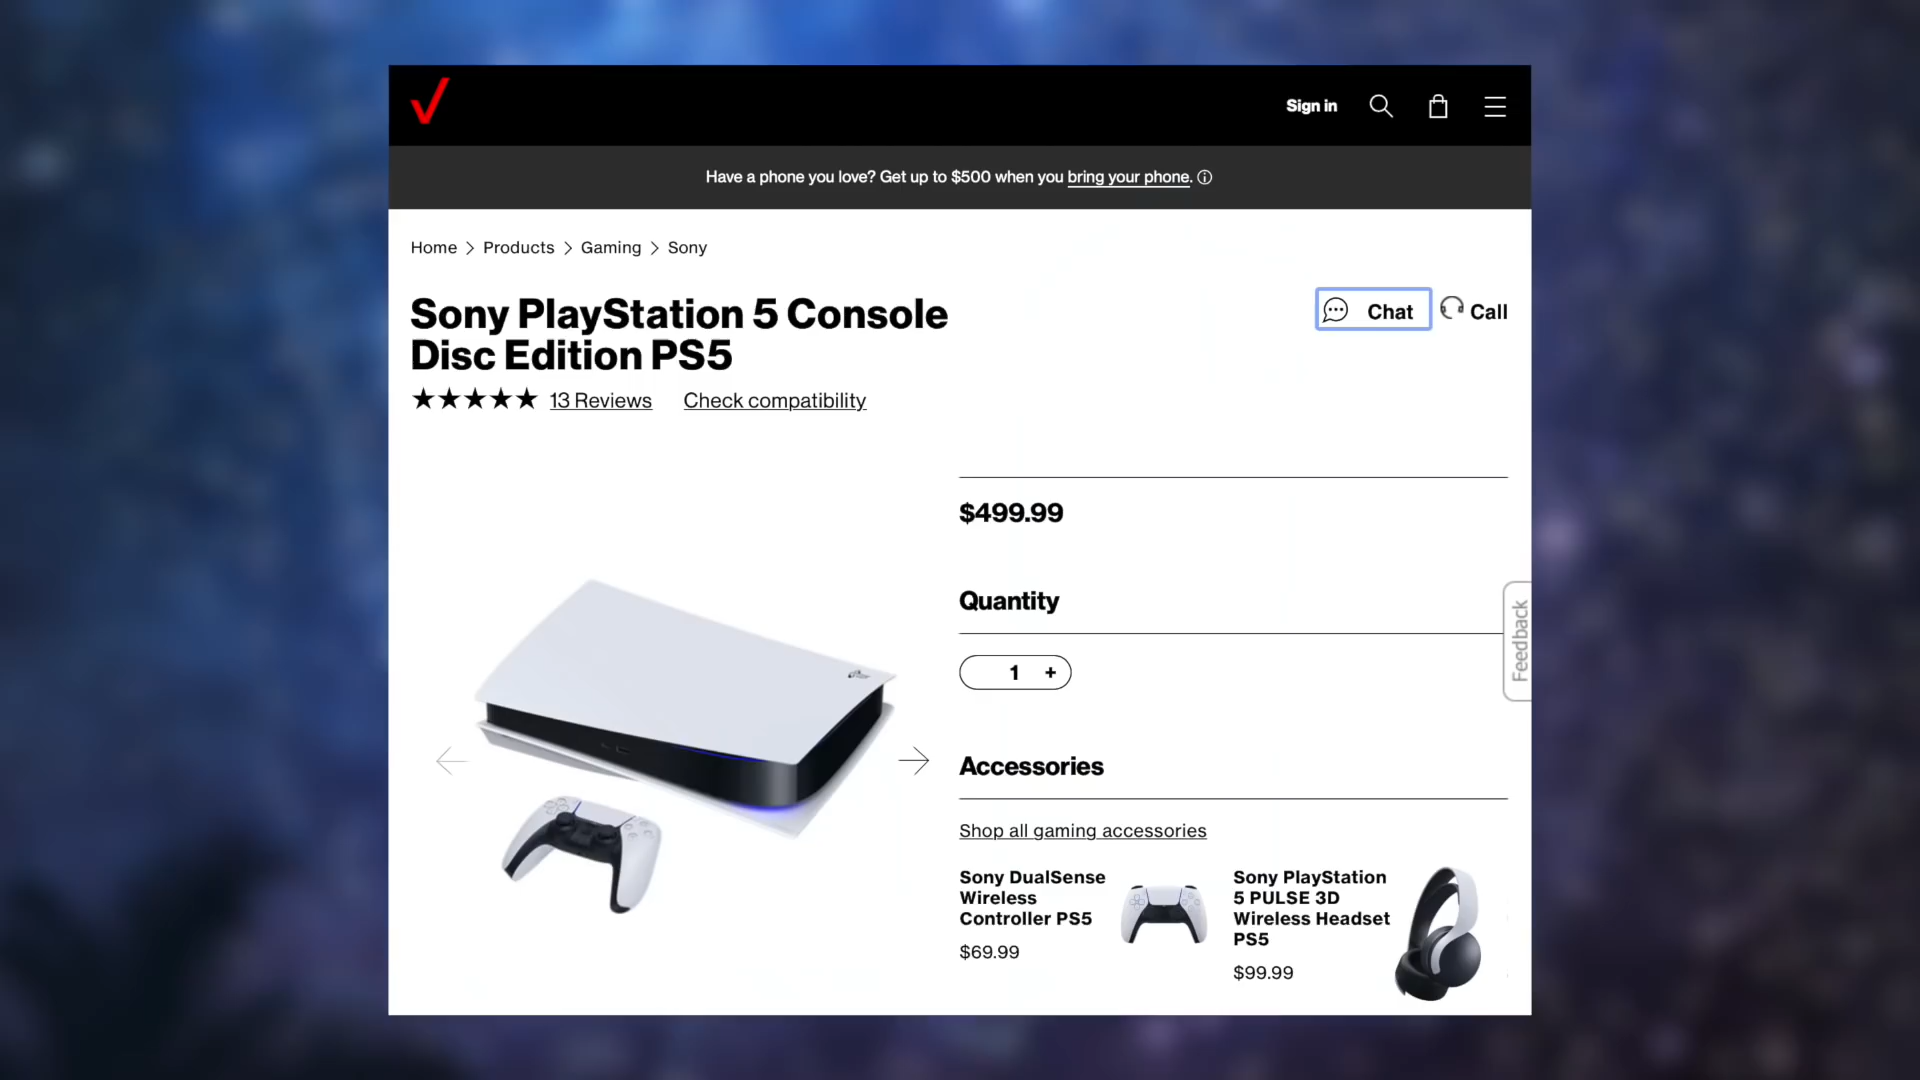 Sign in
Have a phone you love? Get up to $500 when you bring your phone.
Home > Products > Gaming > Sony
Sony PlayStation 5 Console
Disc Edition PS5
Chat
Call
★★★★★ 13 Reviews Check compatibility
$499.99
Quantity
1 +
Feedback
Accessories
Shop all gaming accessories
Sony DualSense
Wireless
Controller PS5
$69.99
Sony PlayStation
5 PULSE 3D
Wireless Headset
PS5
$99.99